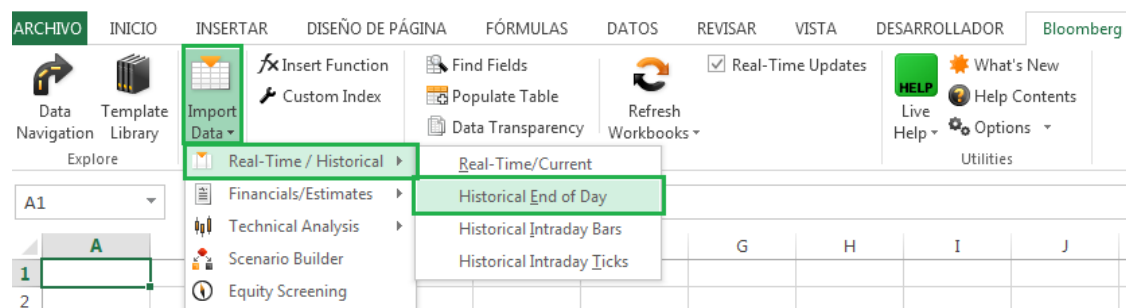 ARCHIVO INICIO INSERTAR DISEÑO DE PÁGINA FÓRMULAS DATOS REVISAR VISTA DESARROLLADOR Bloomberg
Data Navigation
Template Library
Explore
Import Data
fx Insert Function
Custom Index
Find Fields
Populate Table
Data Transparency
Refresh Workbooks
Real-Time Updates
HELP
Live Help
What's New
Help Contents
Options
Utilities
Real-Time / Historical
Financials/Estimates
Technical Analysis
Scenario Builder
Equity Screening
Real-Time/Current
Historical End of Day
Historical Intraday Bars
Historical Intraday Ticks
A1
A G H I J
1
2